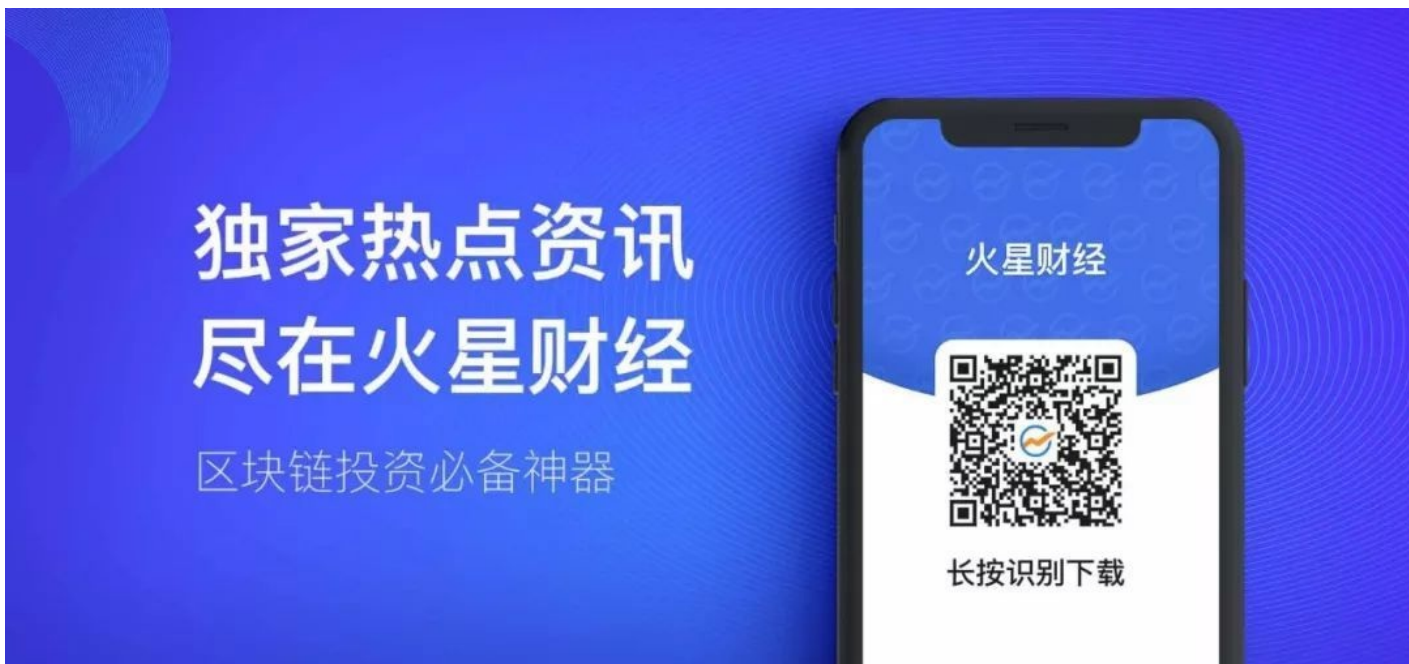 独家热点资讯
尽在火星财经
区块链投资必备神器
火星财经
长按识别下载